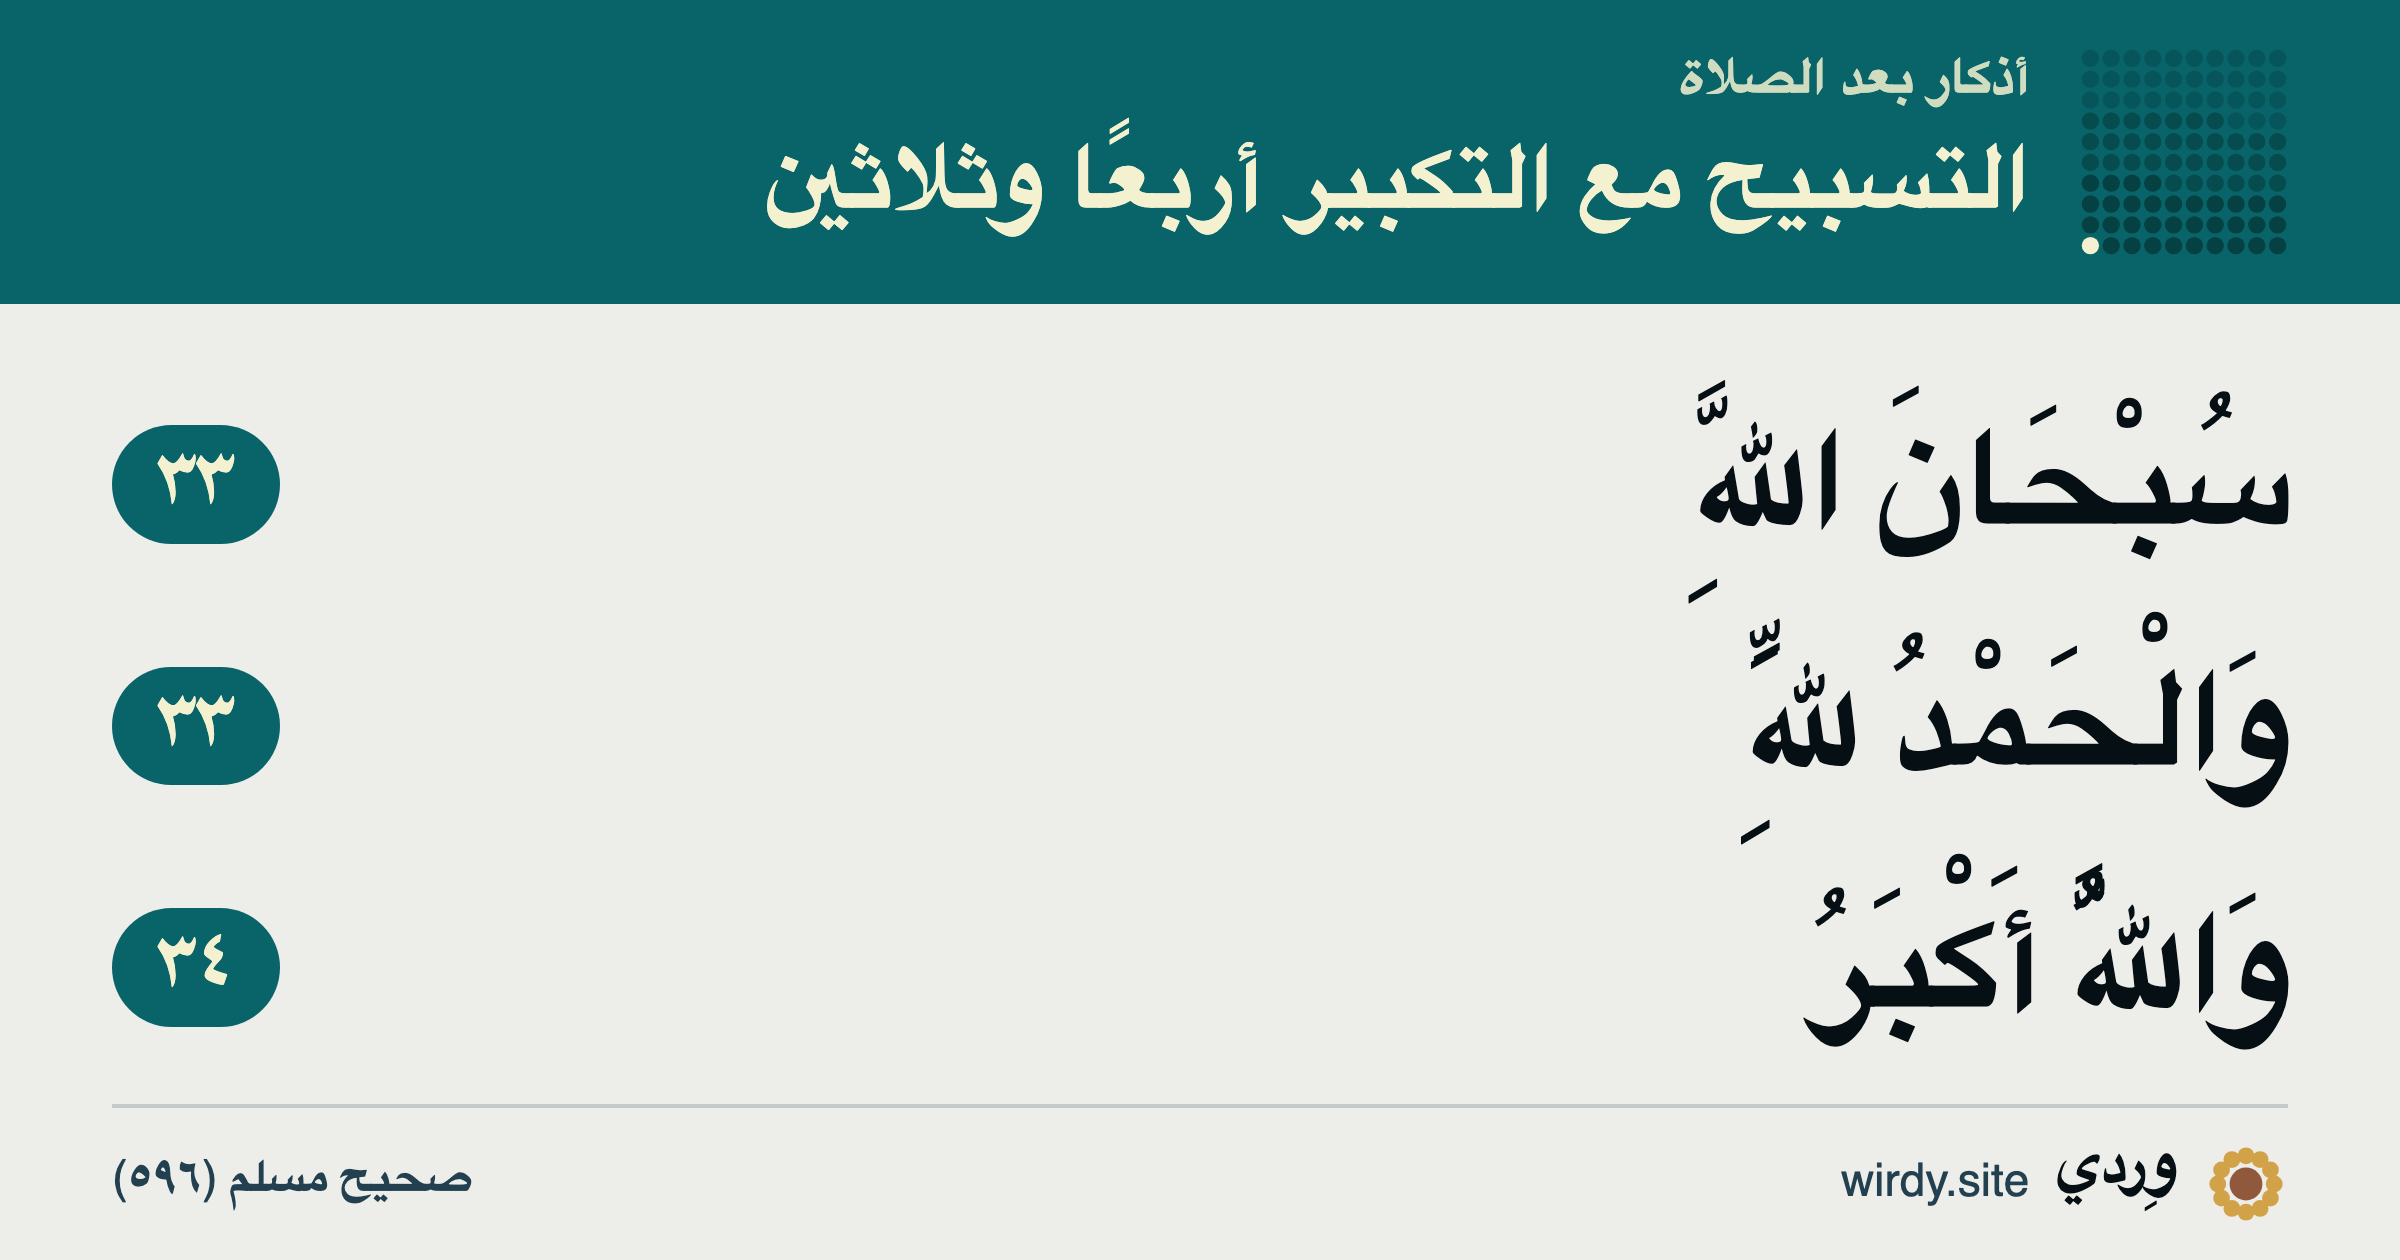 أذكار بعد الصلاة
التسبيح مع التكبير أربعًا وثلاثين
سُبْحَانَ اللَّهِ ٣٣
وَالْحَمْدُ لِلَّهِ ٣٣
وَاللَّهُ أَكْبَرُ ٣٤
وِردي wirdy.site صحيح مسلم (٥٩٦)